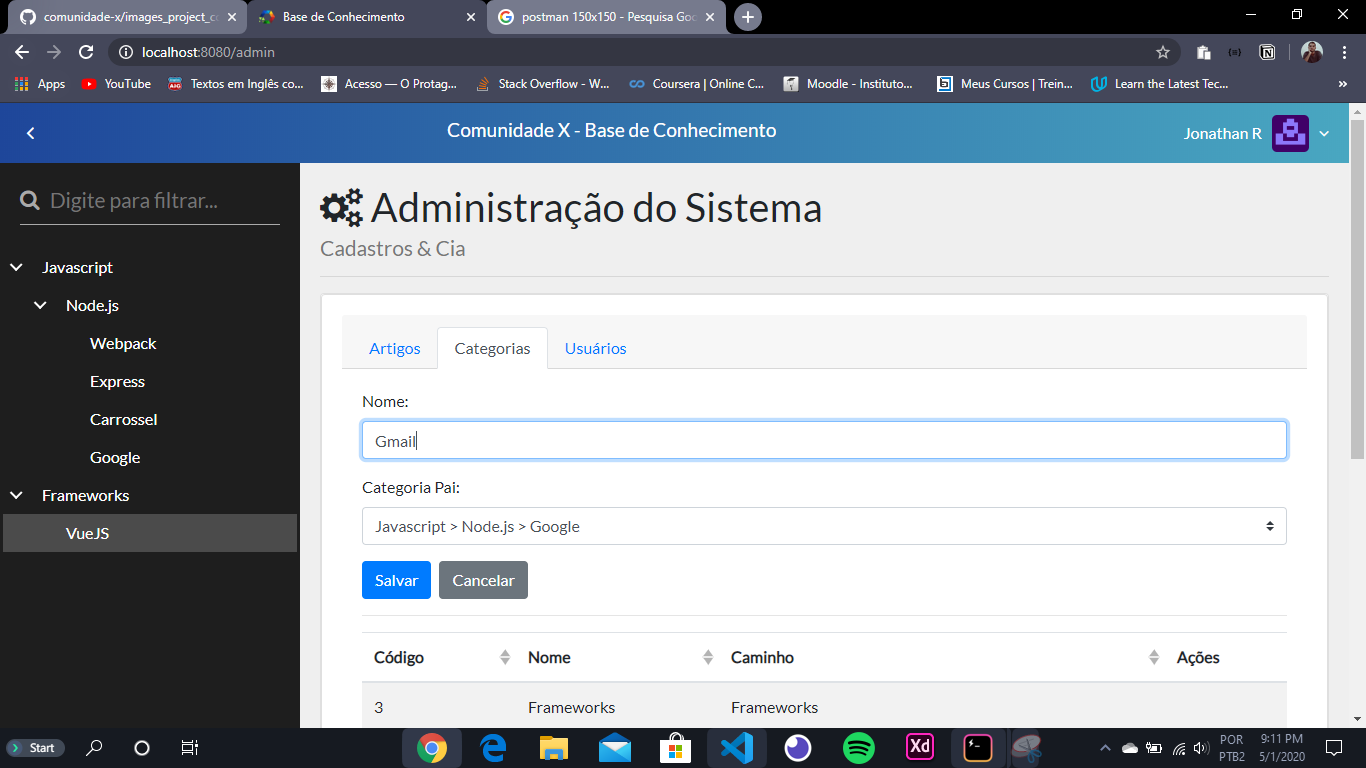 comunidade-x/images_project_c
Base de Conhecimento
postman 150x150 - Pesquisa Goo
localhost:8080/admin
Apps
YouTube
Textos em Inglês co...
Acesso — O Protag...
Stack Overflow - W...
Coursera | Online C...
Moodle - Instituto...
Meus Cursos | Trein...
Learn the Latest Tec...
»
Comunidade X - Base de Conhecimento
Jonathan R
Digite para filtrar...
Javascript
Node.js
Webpack
Express
Carrossel
Google
Frameworks
VueJS
Administração do Sistema
Cadastros & Cia
Artigos
Categorias
Usuários
Nome:
Gmail
Categoria Pai:
Javascript > Node.js > Google
Salvar
Cancelar
Código
Nome
Caminho
Ações
3
Frameworks
Frameworks
Start
Xd
POR
PTB2
9:11 PM
5/1/2020